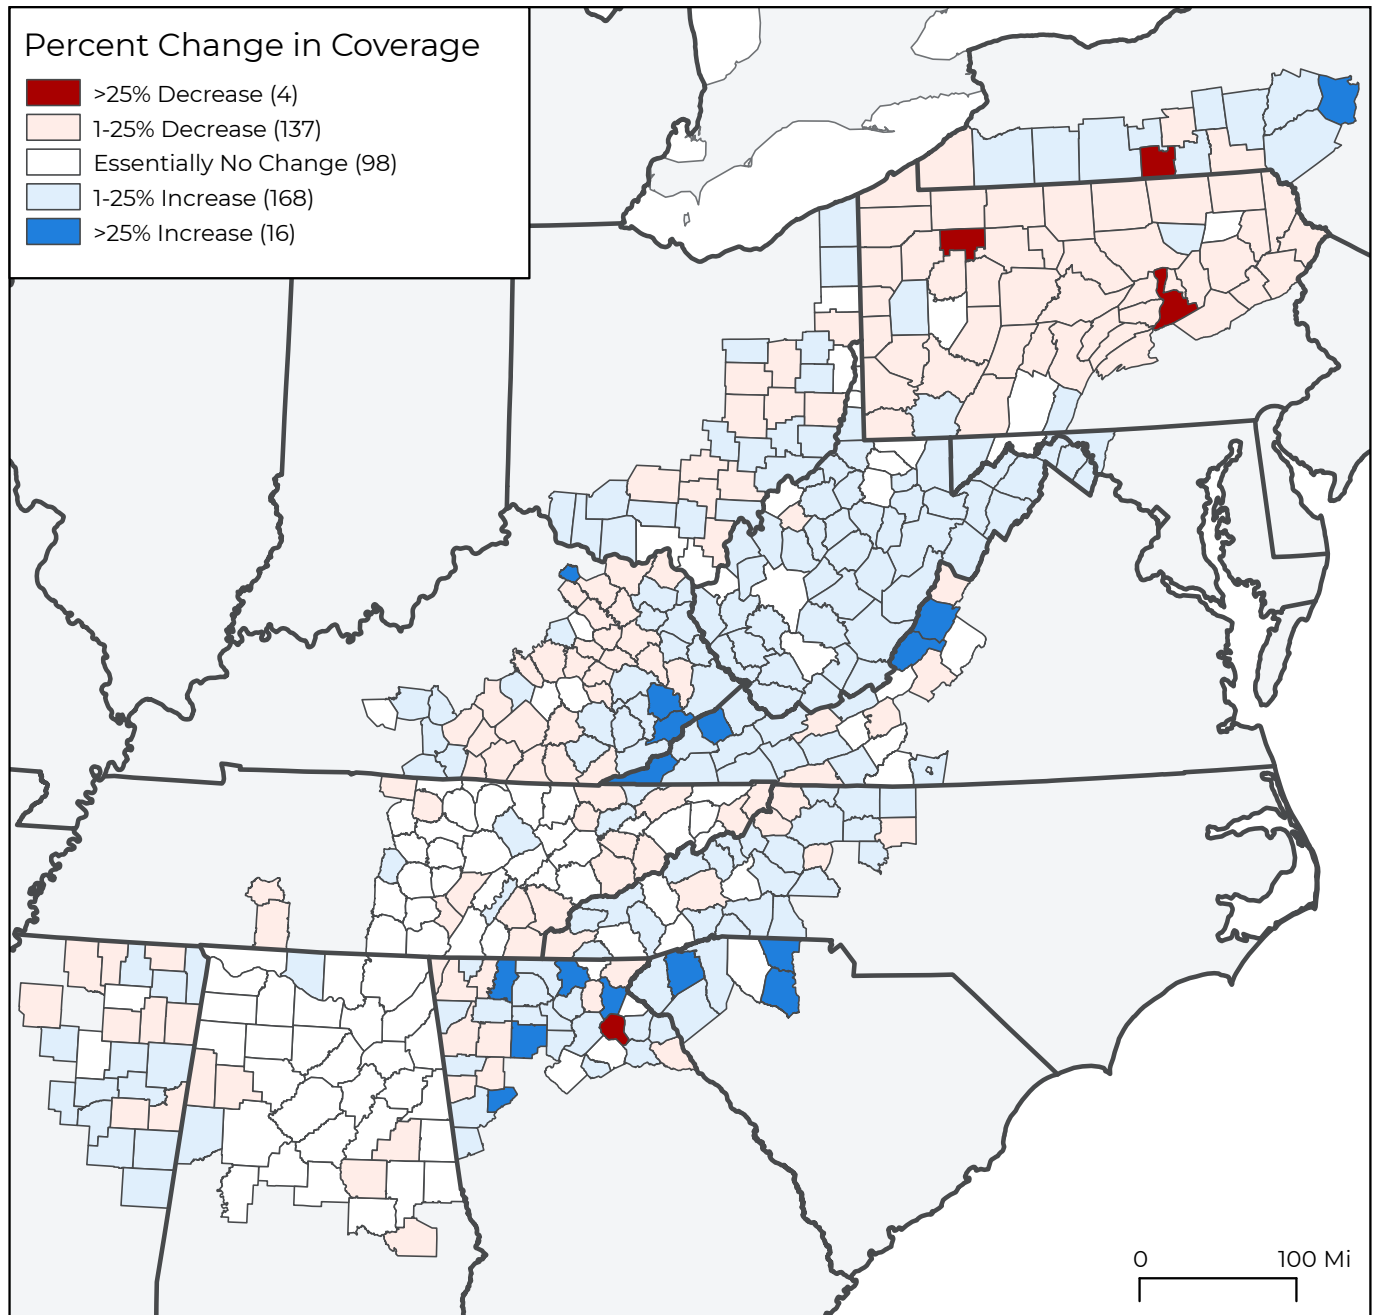 Percent Change in Coverage
>25% Decrease (4)
1-25% Decrease (137)
Essentially No Change (98)
1-25% Increase (168)
>25% Increase (16)
0 100 Mi